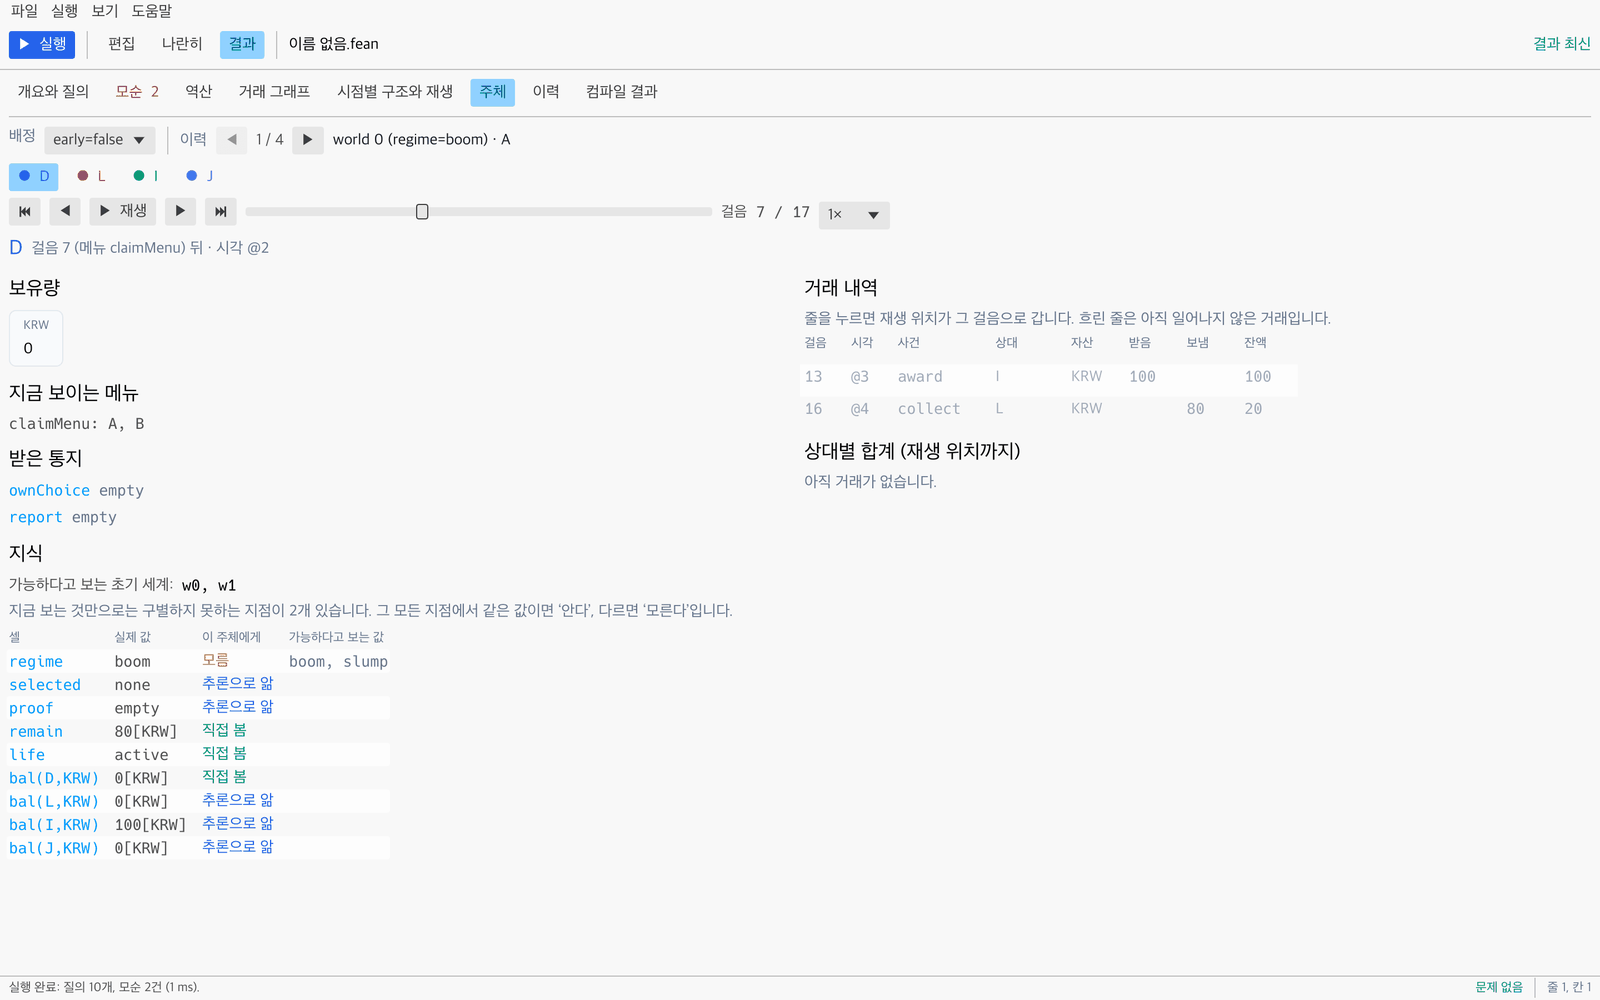 파일 실행 보기 도움말
실행 편집 나란히 결과 이름 없음.fean 결과 최신
개요와 질의 모순 2 역산 거래 그래프 시점별 구조와 재생 주체 이력 컴파일 결과
배정 early=false 이력 1 / 4 world 0 (regime=boom) · A
D L I J
재생 걸음 7 / 17 1×
D 걸음 7 (메뉴 claimMenu) 뒤 · 시각 @2
보유량
KRW
0
지금 보이는 메뉴
claimMenu: A, B
받은 통지
ownChoice empty
report empty
지식
가능하다고 보는 초기 세계: w0, w1
지금 보는 것만으로는 구별하지 못하는 지점이 2개 있습니다. 그 모든 지점에서 같은 값이면 ‘안다’, 다르면 ‘모른다’입니다.
셀 실제 값 이 주체에게 가능하다고 보는 값
regime boom 모름 boom, slump
selected none 추론으로 앎
proof empty 추론으로 앎
remain 80[KRW] 직접 봄
life active 직접 봄
bal(D,KRW) 0[KRW] 직접 봄
bal(L,KRW) 0[KRW] 추론으로 앎
bal(I,KRW) 100[KRW] 추론으로 앎
bal(J,KRW) 0[KRW] 추론으로 앎
거래 내역
줄을 누르면 재생 위치가 그 걸음으로 갑니다. 흐린 줄은 아직 일어나지 않은 거래입니다.
걸음 시각 사건 상대 자산 받음 보냄 잔액
13 @3 award I KRW 100 100
16 @4 collect L KRW 80 20
상대별 합계 (재생 위치까지)
아직 거래가 없습니다.
실행 완료: 질의 10개, 모순 2건 (1 ms). 문제 없음 줄 1, 칸 1